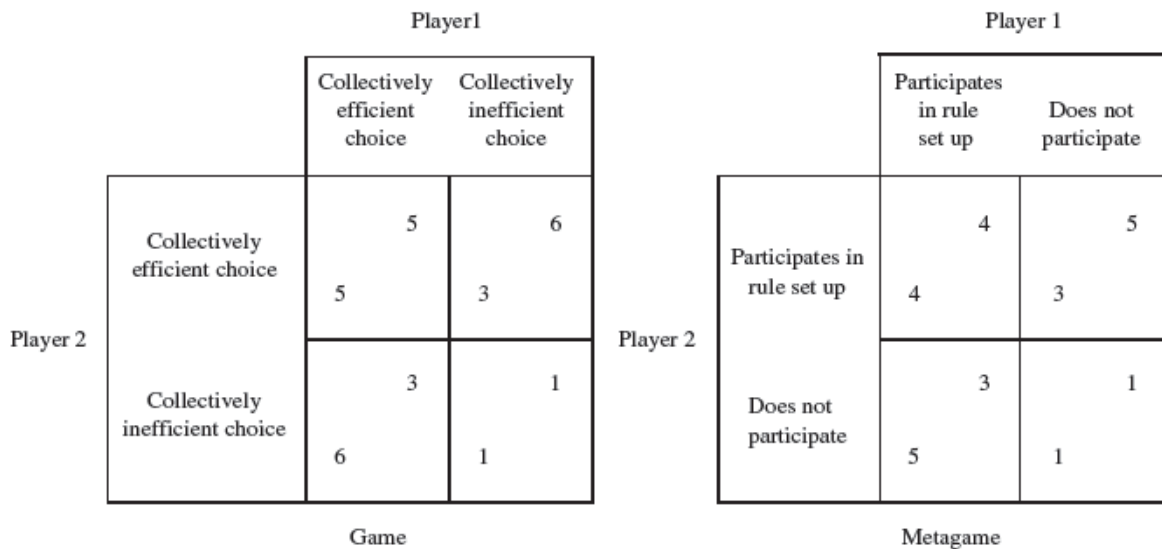 Player1
Player 1
Collectively
efficient
choice
Collectively
inefficient
choice
Participates
in rule
set up
Does not
participate
Collectively
efficient choice
5
6
5
3
Participates in
rule set up
4
5
4
3
Player 2
Player 2
Collectively
inefficient choice
3
1
6
1
Does not
participate
3
1
5
1
Game
Metagame